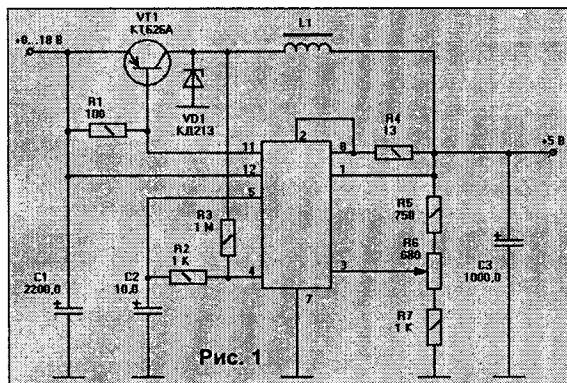 VT1
КТ626А
L1
+8...18 В
R1
100
VD1
КД213
2
11
8
R4
13
+5 В
12
1
5
R5
750
R3
1 М
R2
1 К
R6
680
C1
2200,0
C2
10,0
4
3
C3
1000,0
7
R7
1 К
Рис. 1